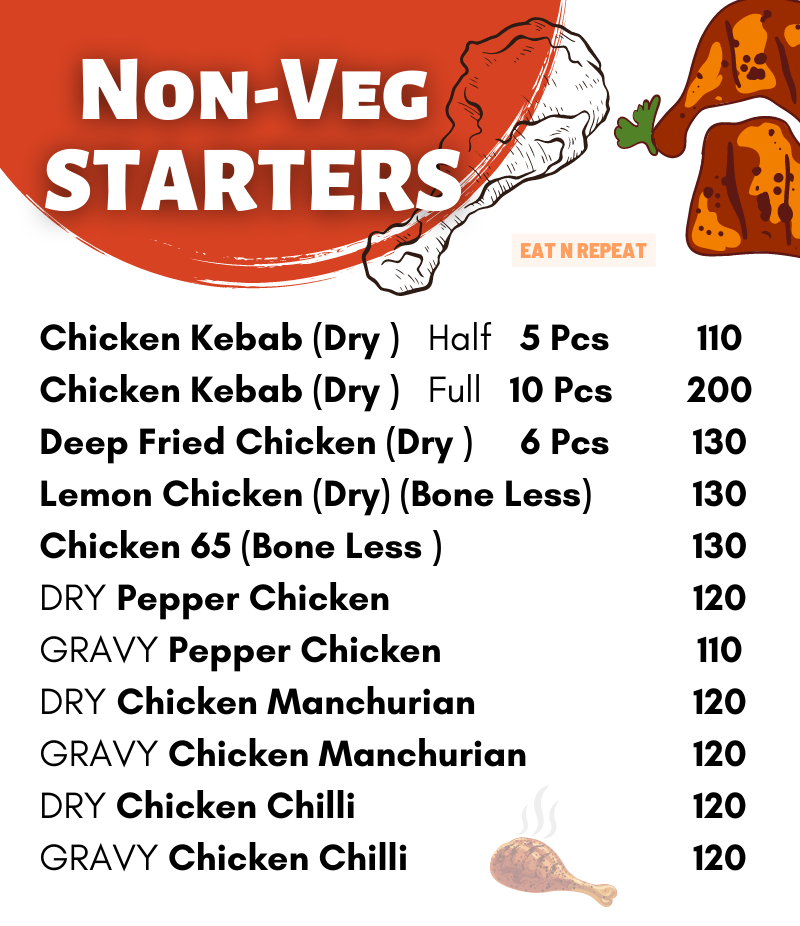 Non-Veg
STARTERS
EAT N REPEAT
Chicken Kebab (Dry ) Half 5 Pcs 110
Chicken Kebab (Dry ) Full 10 Pcs 200
Deep Fried Chicken (Dry ) 6 Pcs 130
Lemon Chicken (Dry) (Bone Less) 130
Chicken 65 (Bone Less ) 130
DRY Pepper Chicken 120
GRAVY Pepper Chicken 110
DRY Chicken Manchurian 120
GRAVY Chicken Manchurian 120
DRY Chicken Chilli 120
GRAVY Chicken Chilli 120